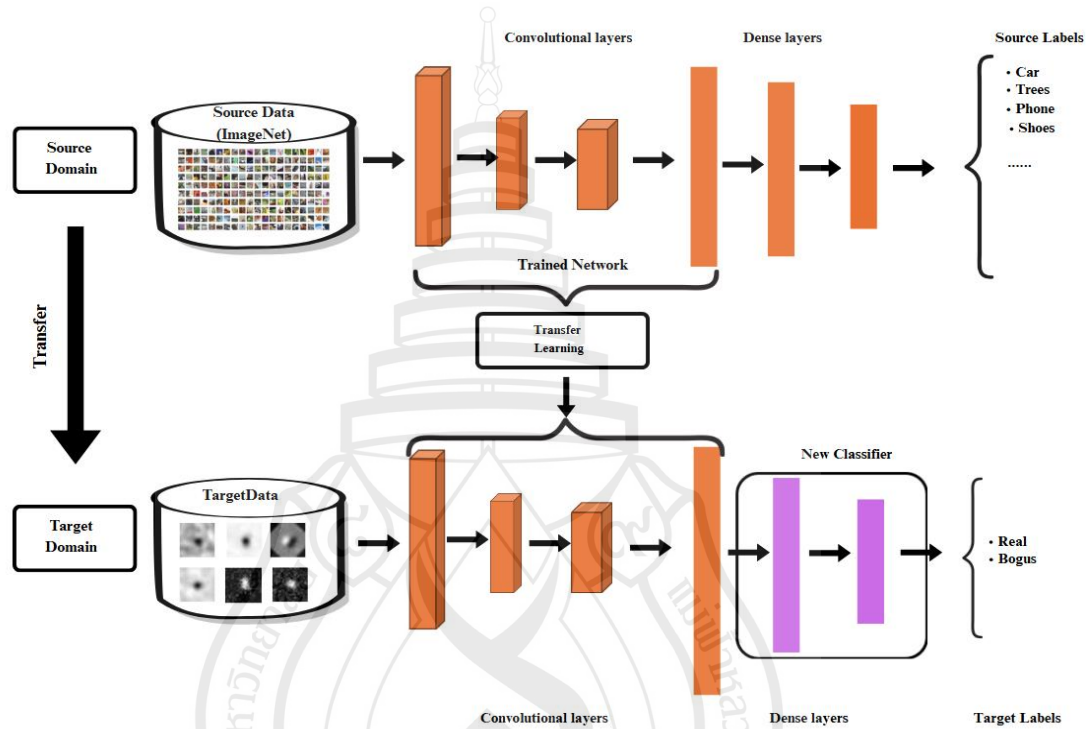 Convolutional layers
Dense layers
Source Labels
Source Data
(ImageNet)
Source
Domain
• Car
• Trees
• Phone
• Shoes
......
Trained Network
Transfer
Learning
Transfer
New Classifier
TargetData
Target
Domain
• Real
• Bogus
Convolutional layers
Dense layers
Target Labels